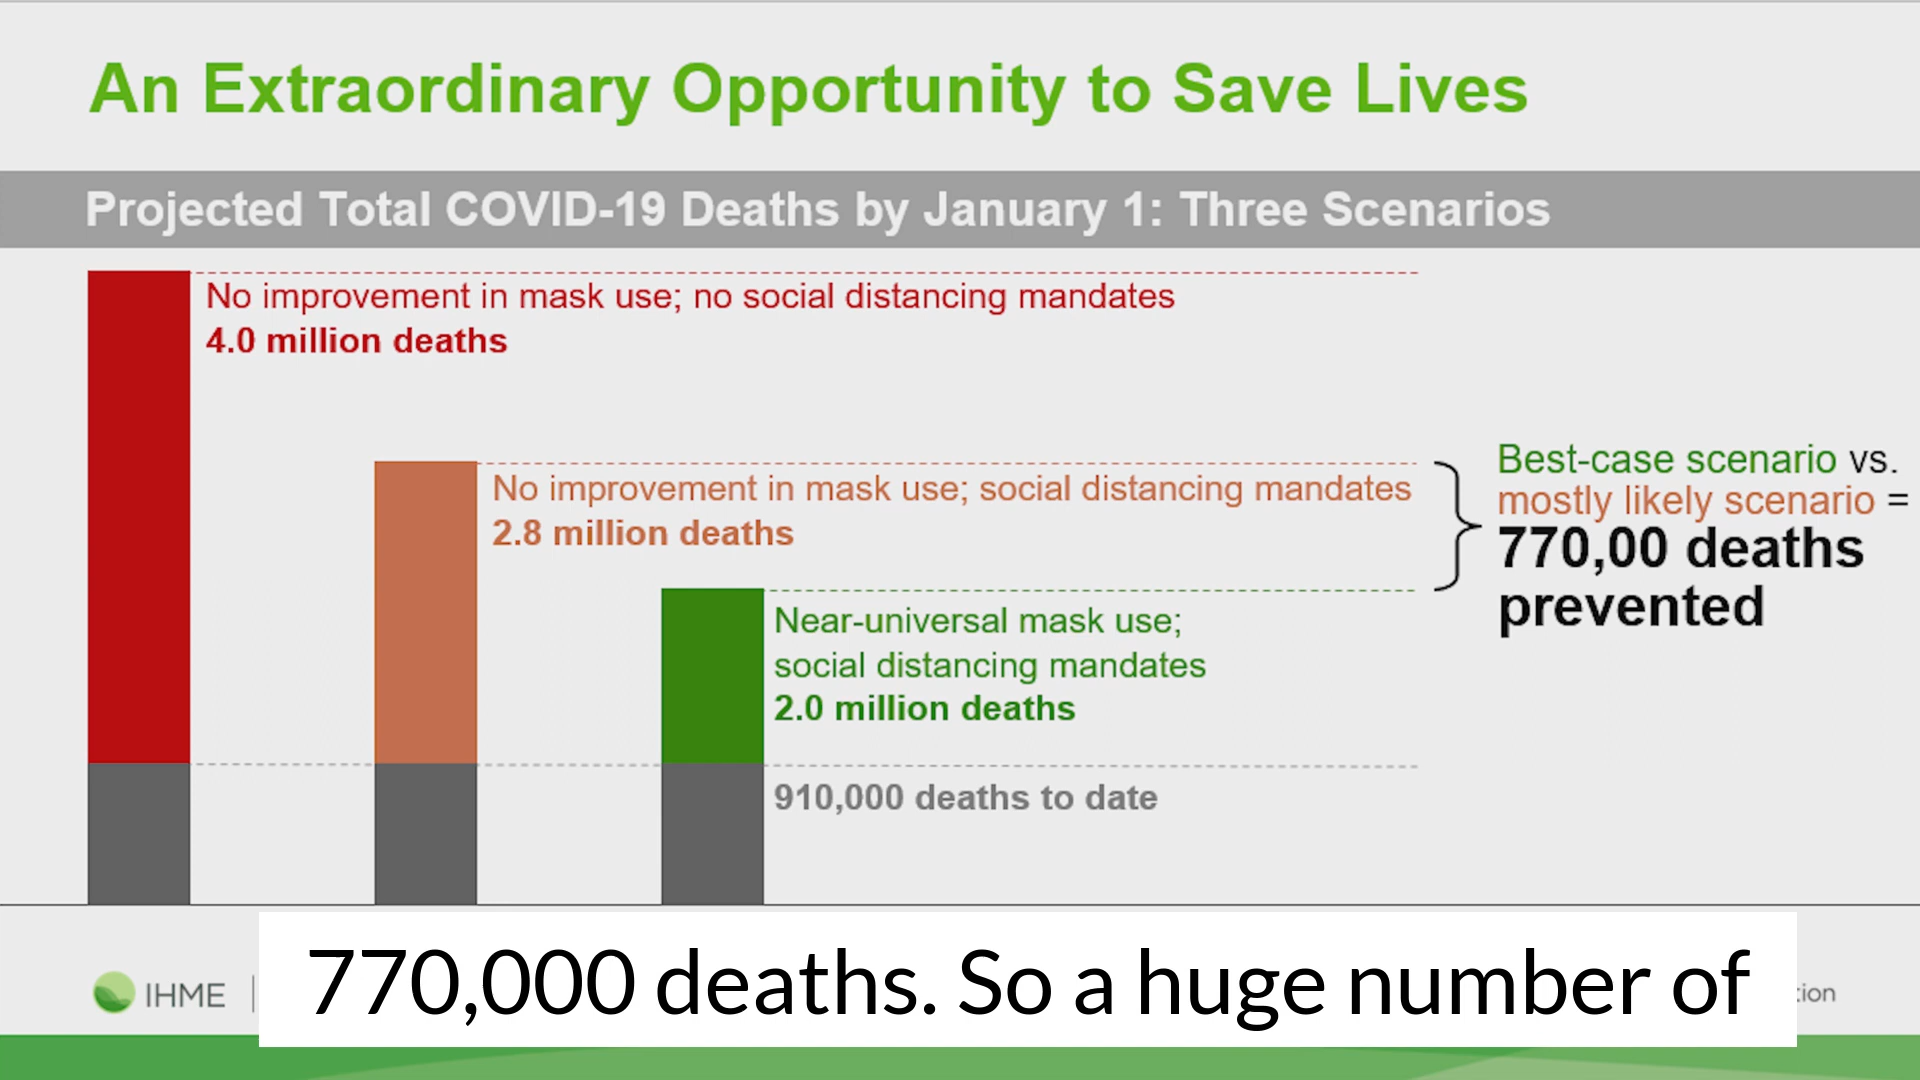 An Extraordinary Opportunity to Save Lives
Projected Total COVID-19 Deaths by January 1: Three Scenarios
No improvement in mask use; no social distancing mandates
4.0 million deaths
No improvement in mask use; social distancing mandates
2.8 million deaths
Near-universal mask use;
social distancing mandates
2.0 million deaths
910,000 deaths to date
Best-case scenario vs.
mostly likely scenario =
770,00 deaths
prevented
IHME
770,000 deaths. So a huge number of